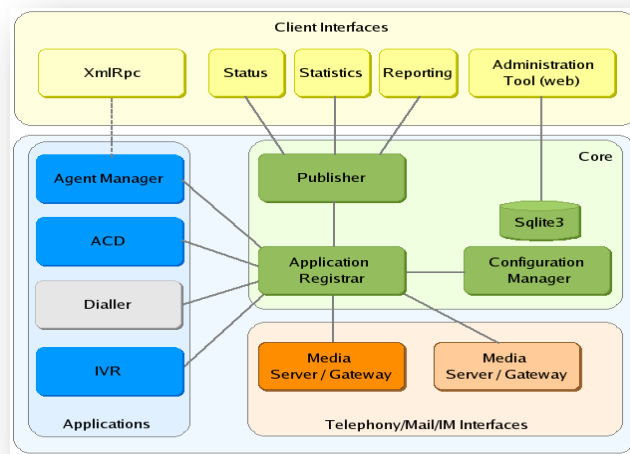 Client Interfaces
XmlRpc
Status
Statistics
Reporting
Administration
Tool (web)
Core
Agent Manager
Publisher
Sqlite3
ACD
Application
Registrar
Configuration
Manager
Dialler
IVR
Media
Server / Gateway
Media
Server / Gateway
Applications
Telephony/Mail/IM Interfaces